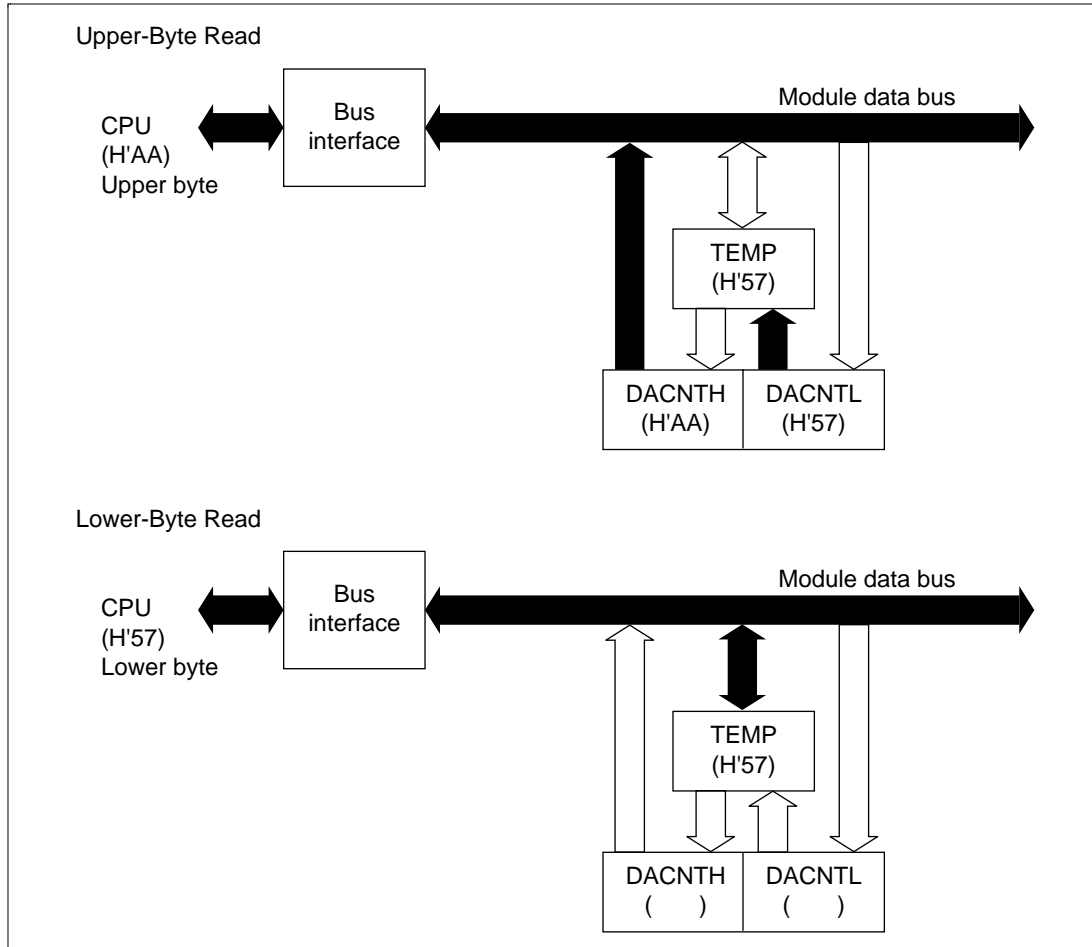 Upper-Byte Read
CPU
(H'AA)
Upper byte
Bus
interface
Module data bus
TEMP
(H'57)
DACNTH
(H'AA)
DACNTL
(H'57)
Lower-Byte Read
CPU
(H'57)
Lower byte
Bus
interface
Module data bus
TEMP
(H'57)
DACNTH
(    )
DACNTL
(    )